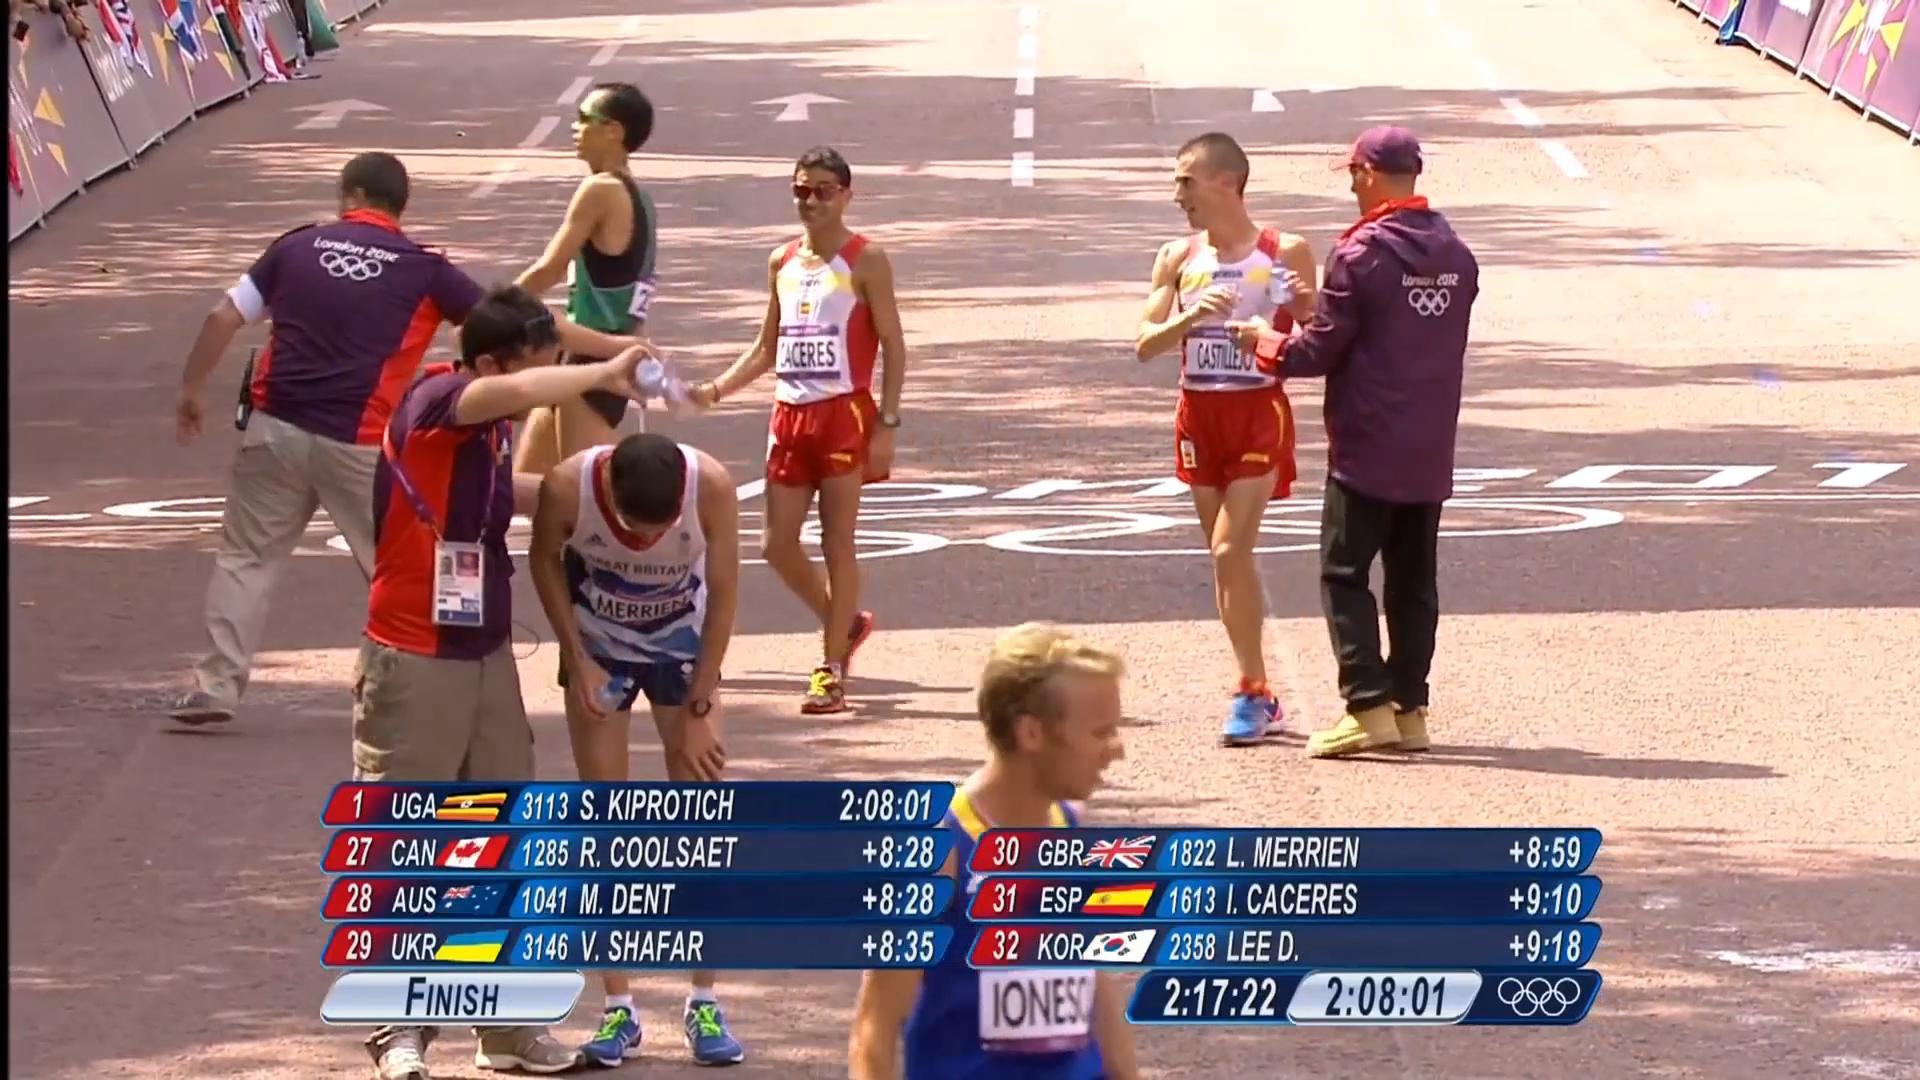 London 2012
London 2012
CACERES
CASTILLEJO
GREAT BRITAIN
MERRIEN
1 UGA 3113 S. KIPROTICH 2:08:01
27 CAN 1285 R. COOLSAET +8:28
28 AUS 1041 M. DENT +8:28
29 UKR 3146 V. SHAFAR +8:35
30 GBR 1822 L. MERRIEN +8:59
31 ESP 1613 I. CACERES +9:10
32 KOR 2358 LEE D. +9:18
FINISH
IONESC
2:17:22 2:08:01